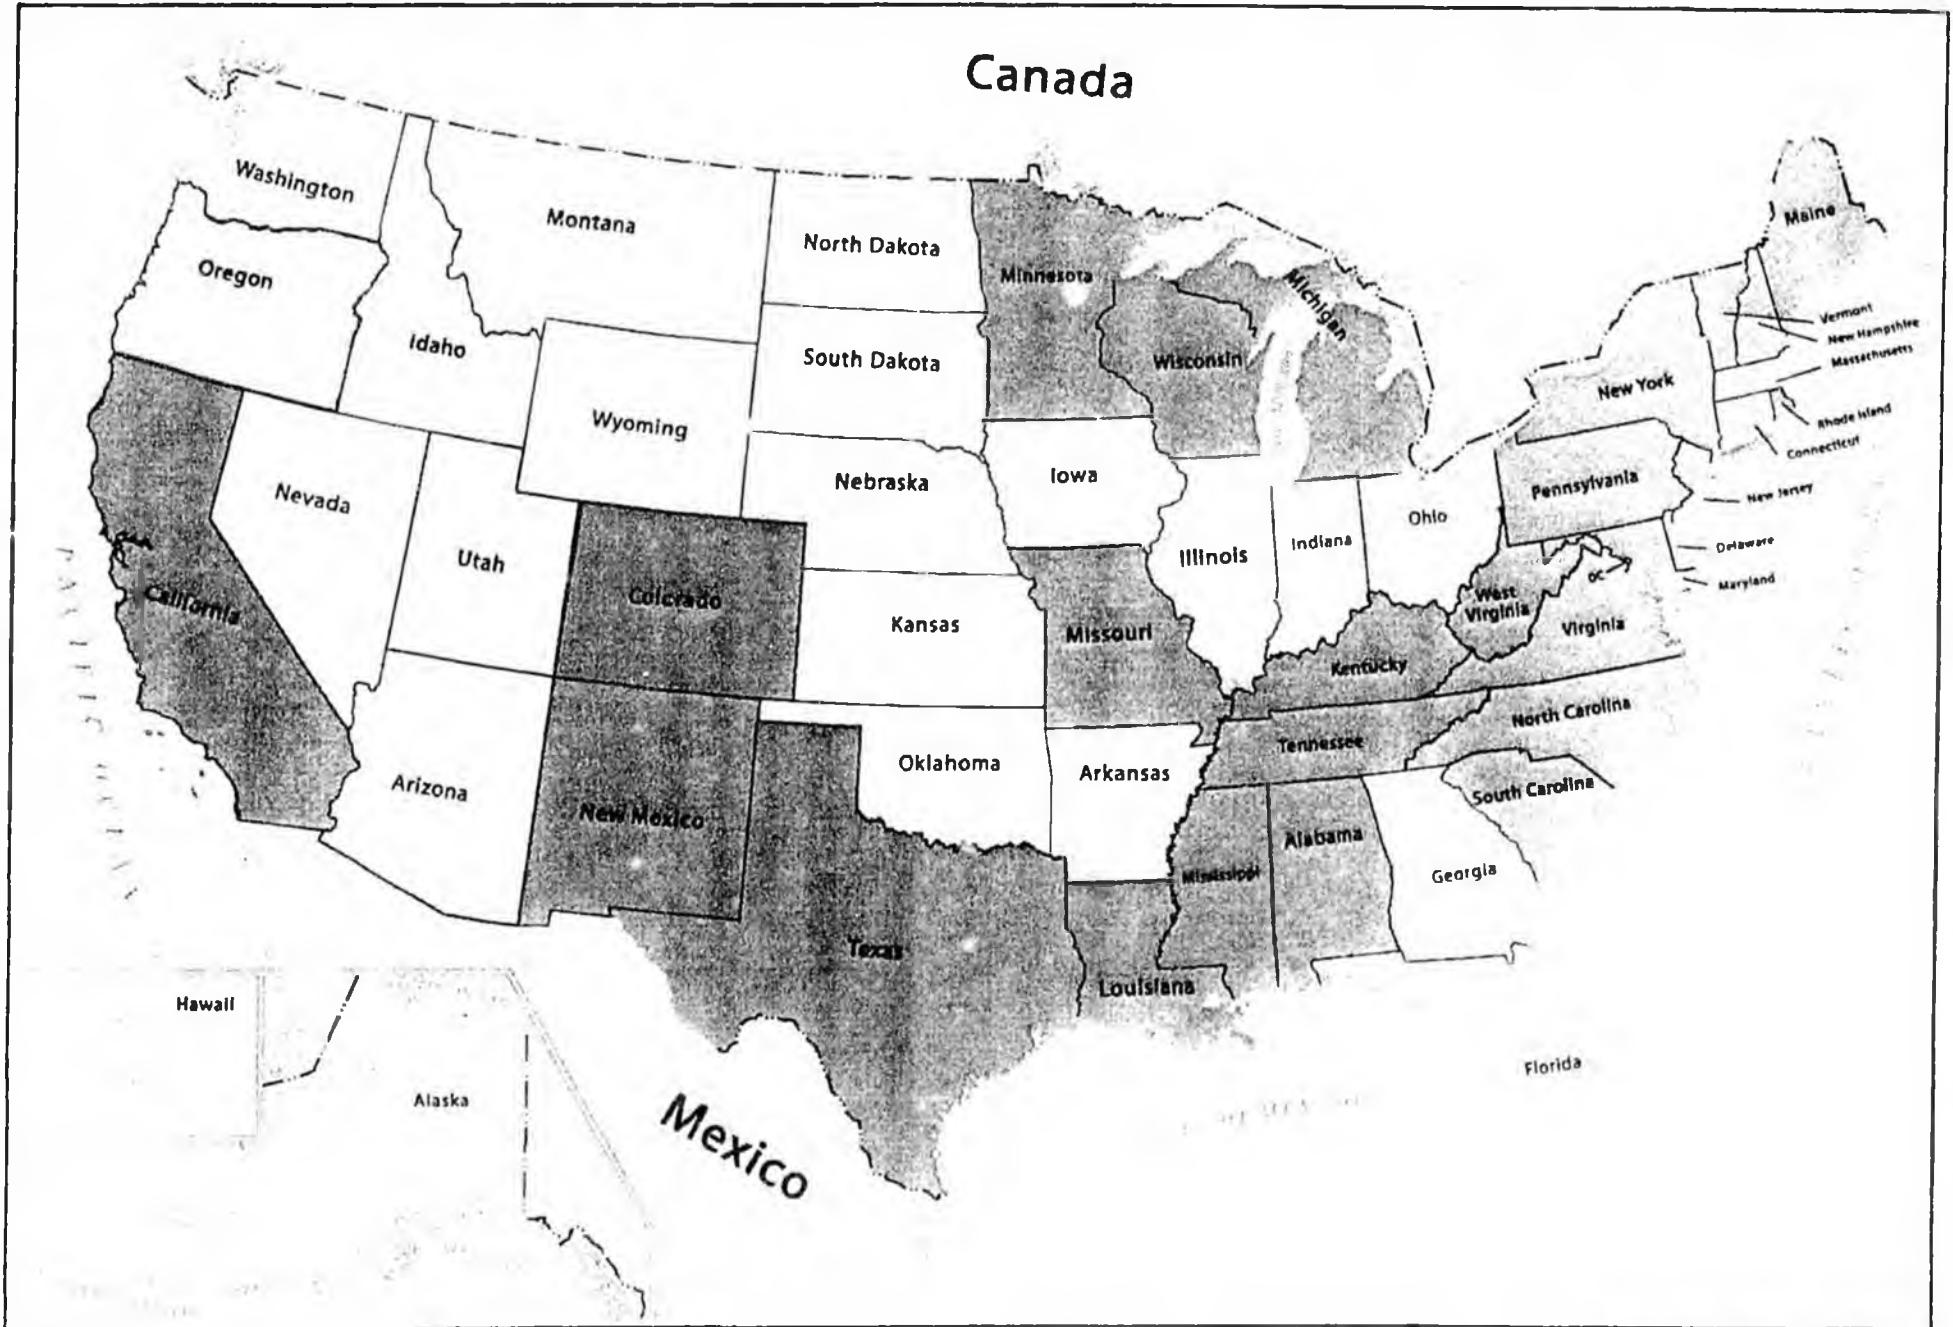 Canada
Washington
Montana
North Dakota
Minnesota
Michigan
Maine
Oregon
Idaho
South Dakota
Wisconsin
Vermont
New Hampshire
Massachusetts
New York
Rhode Island
Connecticut
Wyoming
Nebraska
Iowa
Pennsylvania
New Jersey
Nevada
Utah
Colorado
Illinois
Indiana
Ohio
Delaware
DC
Maryland
California
Kansas
Missouri
West
Virginia
Virginia
Kentucky
Arizona
New Mexico
Oklahoma
Arkansas
Tennessee
North Carolina
South Carolina
Mississippi
Alabama
Georgia
Texas
Louisiana
Hawaii
Alaska
Mexico
Florida